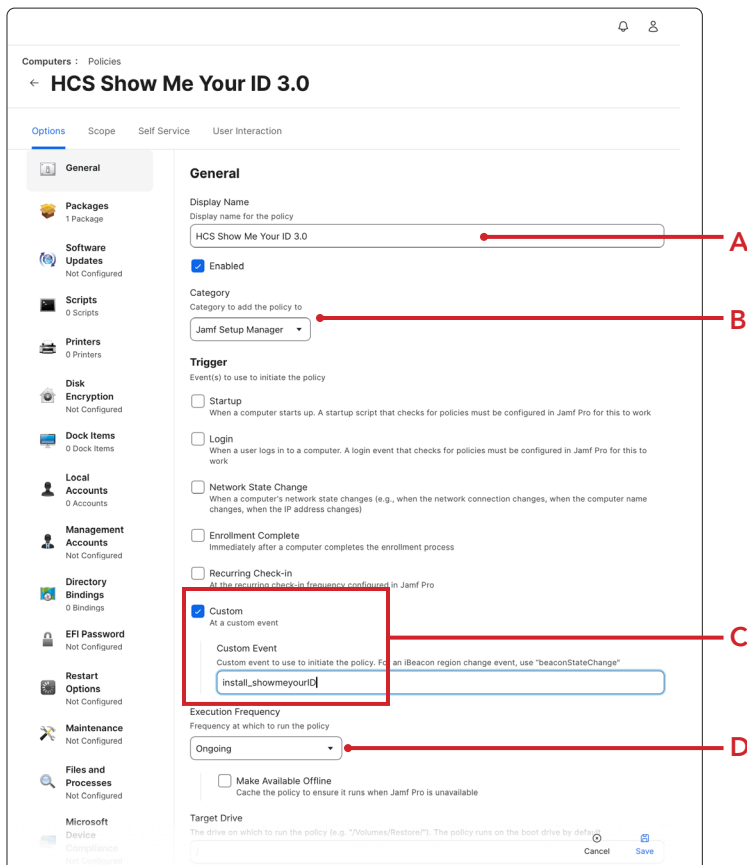 Computers : Policies
← HCS Show Me Your ID 3.0
Options Scope Self Service User Interaction
General
Packages
1 Package
Software
Updates
Not Configured
Scripts
0 Scripts
Printers
0 Printers
Disk
Encryption
Not Configured
Dock Items
0 Dock Items
Local
Accounts
0 Accounts
Management
Accounts
Not Configured
Directory
Bindings
0 Bindings
EFI Password
Not Configured
Restart
Options
Not Configured
Maintenance
Not Configured
Files and
Processes
Not Configured
Microsoft
Device
Compliance
Not Configured
General
Display Name
Display name for the policy
HCS Show Me Your ID 3.0
A
Enabled
Category
Category to add the policy to
B
Jamf Setup Manager
Trigger
Event(s) to use to initiate the policy
Startup
When a computer starts up. A startup script that checks for policies must be configured in Jamf Pro for this to work
Login
When a user logs in to a computer. A login event that checks for policies must be configured in Jamf Pro for this to
work
Network State Change
When a computer's network state changes (e.g., when the network connection changes, when the computer name
changes, when the IP address changes)
Enrollment Complete
Immediately after a computer completes the enrollment process
Recurring Check-in
At the recurring check-in frequency configured in Jamf Pro
Custom
At a custom event
C
Custom Event
Custom event to use to initiate the policy. For an iBeacon region change event, use "beaconStateChange"
install_showmeyourID
Execution Frequency
Frequency at which to run the policy
Ongoing
D
Make Available Offline
Cache the policy to ensure it runs when Jamf Pro is unavailable
Target Drive
The drive on which to run the policy (e.g. "/Volumes/Restore/"). The policy runs on the boot drive by default
/
Cancel Save